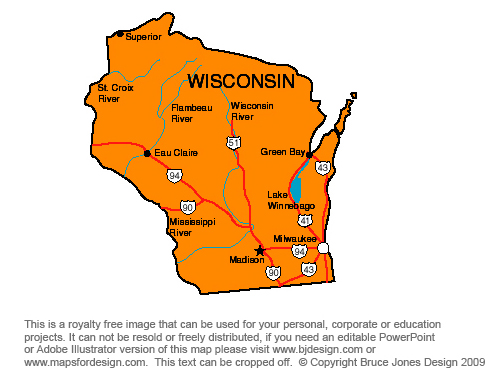 Superior
WISCONSIN
St. Croix
River
Flambeau
River
Wisconsin
River
51
Eau Claire
Green Bay
43
94
Lake
Winnebago
90
41
Mississippi
River
Milwaukee
94
Madison
90
43
This is a royalty free image that can be used for your personal, corporate or education
projects. It can not be resold or freely distributed, if you need an editable PowerPoint
or Adobe Illustrator version of this map please visit www.bjdesign.com or
www.mapsfordesign.com. This text can be cropped off. © Copyright Bruce Jones Design 2009